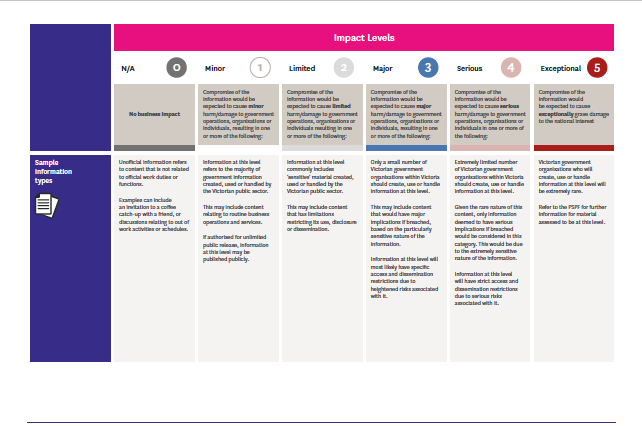 Impact Levels
N/A 0 Minor 1 Limited 2 Major 3 Serious 4 Exceptional 5
No business impact
Compromise of the
information would be
expected to cause minor
harm/damage to government
operations, organisations or
individuals, resulting in one
or more of the following:
Compromise of the
information would be
expected to cause limited
harm/damage to government
operations, organisations or
individuals resulting in one
or more of the following:
Compromise of the
information would be
expected to cause major
harm/damage to government
operations, organisations or
individuals, resulting in one
or more of the following:
Compromise of the
information would be
expected to cause serious
harm/damage to government
operations, organisations or
individuals in one or more of
the following:
Compromise of the
information would
be expected to cause
exceptionally grave damage
to the national interest
Sample
information
types
Unofficial information refers
to content that is not related
to official work duties or
functions.
Examples can include
an invitation to a coffee
catch-up with a friend, or
discussions relating to out of
work activities or schedules.
Information at this level
refers to the majority of
government information
created, used or handled by
the Victorian public sector.
This may include content
relating to routine business
operations and services.
If authorised for unlimited
public release, information
at this level may be
published publicly.
Information at this level
commonly includes
'sensitive' material created,
used or handled by the
Victorian public sector.
This may include content
that has limitations
restricting its use, disclosure
or dissemination.
Only a small number of
Victorian government
organisations within Victoria
should create, use or handle
information at this level.
This may include content
that would have major
implications if breached,
based on the particularly
sensitive nature of the
information.
Information at this level will
most likely have specific
access and dissemination
restrictions due to
heightened risks associated
with it.
Extremely limited number
of Victorian government
organisations within Victoria
should create, use or handle
information at this level.
Given the rare nature of this
content, only information
deemed to have serious
implications if breached
would be considered in this
category. This would be due
to the extremely sensitive
nature of the information.
Information at this level
will have strict access and
dissemination restrictions
due to serious risks
associated with it.
Victorian government
organisations who will
create, use or handle
information at this level will
be extremely rare.
Refer to the PSPF for further
information for material
assessed to be at this level.